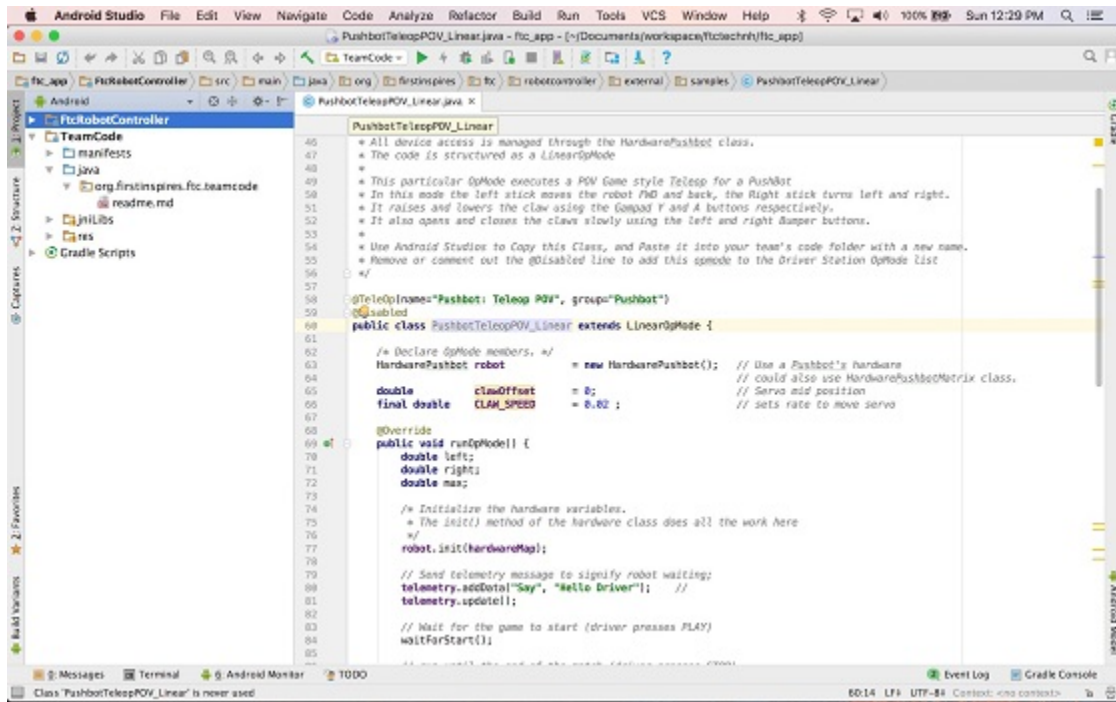 Android Studio File Edit View Navigate Code Analyze Refactor Build Run Tools VCS Window Help 100% Sun 12:29 PM
PushbotTeleopPOV_Linear.java - ftc_app - [~/Documents/workspace/ftctechnh/ftc_app]
TeamCode
ftc_app FtcRobotController src main java org firstinspires ftc robotcontroller external samples PushbotTeleopPOV_Linear
Android
PushbotTeleopPOV_Linear.java
PushbotTeleopPOV_Linear
FtcRobotController
TeamCode
manifests
java
org.firstinspires.ftc.teamcode
readme.md
jniLibs
res
Gradle Scripts
1: Project
2: Structure
Captures
2: Favorites
Build Variants
Gradle
Android Model
46 * All device access is managed through the HardwarePushbot class.
47 * The code is structured as a LinearOpMode
48 *
49 * This particular OpMode executes a POV Game style Teleop for a PushBot
50 * In this mode the left stick moves the robot FWD and back, the Right stick turns left and right.
51 * It raises and lowers the claw using the Gampad Y and A buttons respectively.
52 * It also opens and closes the claws slowly using the left and right Bumper buttons.
53 *
54 * Use Android Studios to Copy this Class, and Paste it into your team's code folder with a new name.
55 * Remove or comment out the @Disabled line to add this opmode to the Driver Station OpMode list
56 */
57
58 @TeleOp(name="Pushbot: Teleop POV", group="Pushbot")
59 @Disabled
60 public class PushbotTeleopPOV_Linear extends LinearOpMode {
61
62 /* Declare OpMode members. */
63 HardwarePushbot robot = new HardwarePushbot(); // Use a Pushbot's hardware
64 // could also use HardwarePushbotMatrix class.
65 double clawOffset = 0; // Servo mid position
66 final double CLAW_SPEED = 0.02 ; // sets rate to move servo
67
68 @Override
69 public void runOpMode() {
70 double left;
71 double right;
72 double max;
73
74 /* Initialize the hardware variables.
75 * The init() method of the hardware class does all the work here
76 */
77 robot.init(hardwareMap);
78
79 // Send telemetry message to signify robot waiting;
80 telemetry.addData("Say", "Hello Driver"); //
81 telemetry.update();
82
83 // Wait for the game to start (driver presses PLAY)
84 waitForStart();
85
0: Messages Terminal 6: Android Monitor TODO Event Log Gradle Console
Class 'PushbotTeleopPOV_Linear' is never used 60:14 LF UTF-8 Context: <no context>